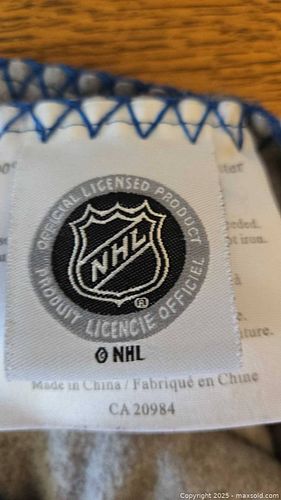 OFFICIAL LICENSED PRODUCT
NHL
®
PRODUIT LICENCIÉ OFFICIEL
© NHL
iron.
Made in China / Fabriqué en Chine
CA 20984
Copyright 2025 - maxsold.com